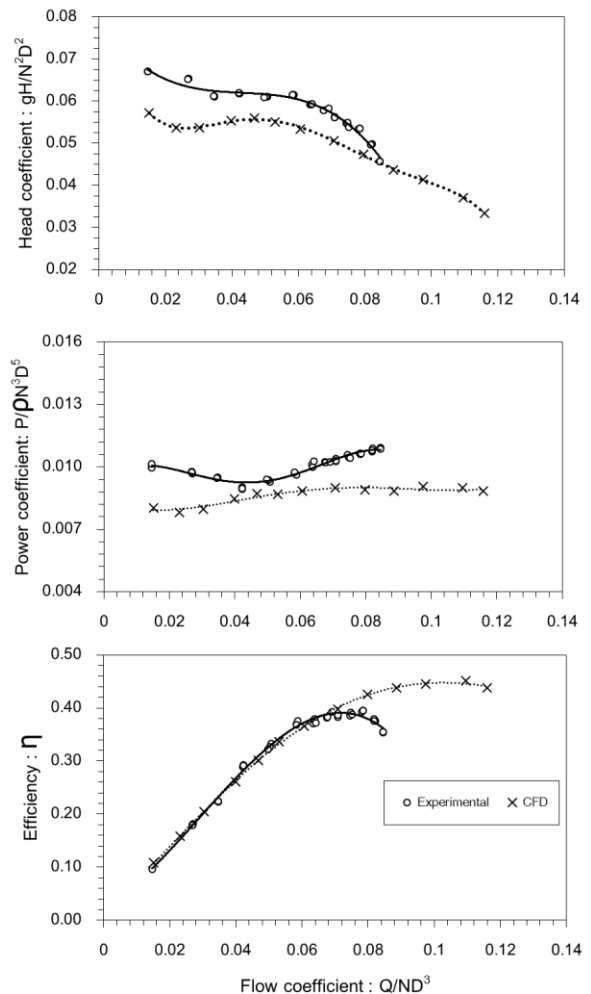 0.08
0.07
0.06
0.05
0.04
0.03
0.02
Head coefficient : gH/N²D²
0 0.02 0.04 0.06 0.08 0.1 0.12 0.14
0.016
0.013
0.010
0.007
0.004
Power coefficient: P/ρN³D⁵
0 0.02 0.04 0.06 0.08 0.1 0.12 0.14
0.50
0.40
0.30
0.20
0.10
0.00
Efficiency : η
Experimental CFD
0.00 0.02 0.04 0.06 0.08 0.1 0.12 0.14
Flow coefficient : Q/ND³